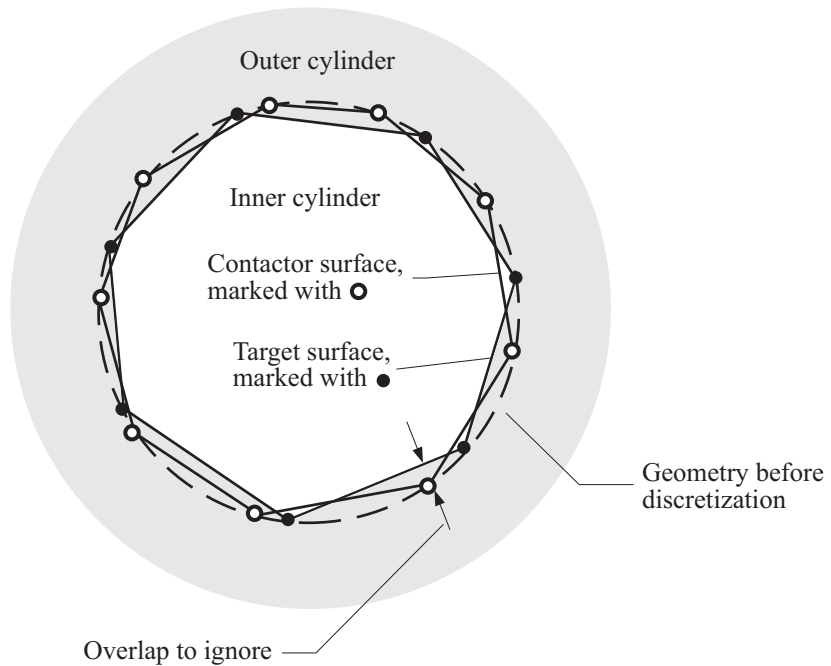 Outer cylinder
Inner cylinder
Contactor surface,
marked with
Target surface,
marked with
Geometry before
discretization
Overlap to ignore